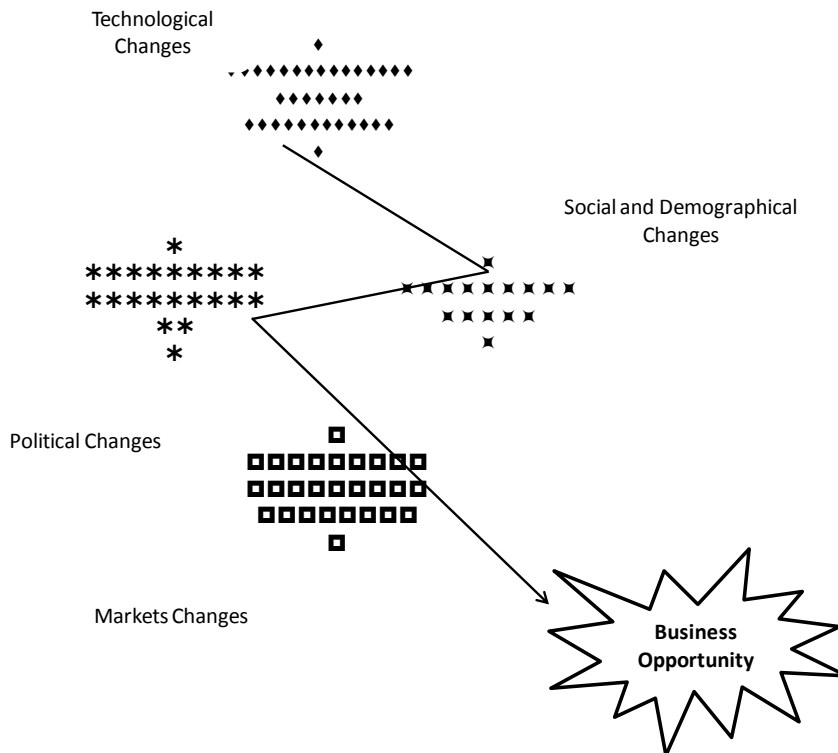 Technological
Changes
Social and Demographical
Changes
Political Changes
Markets Changes
Business
Opportunity